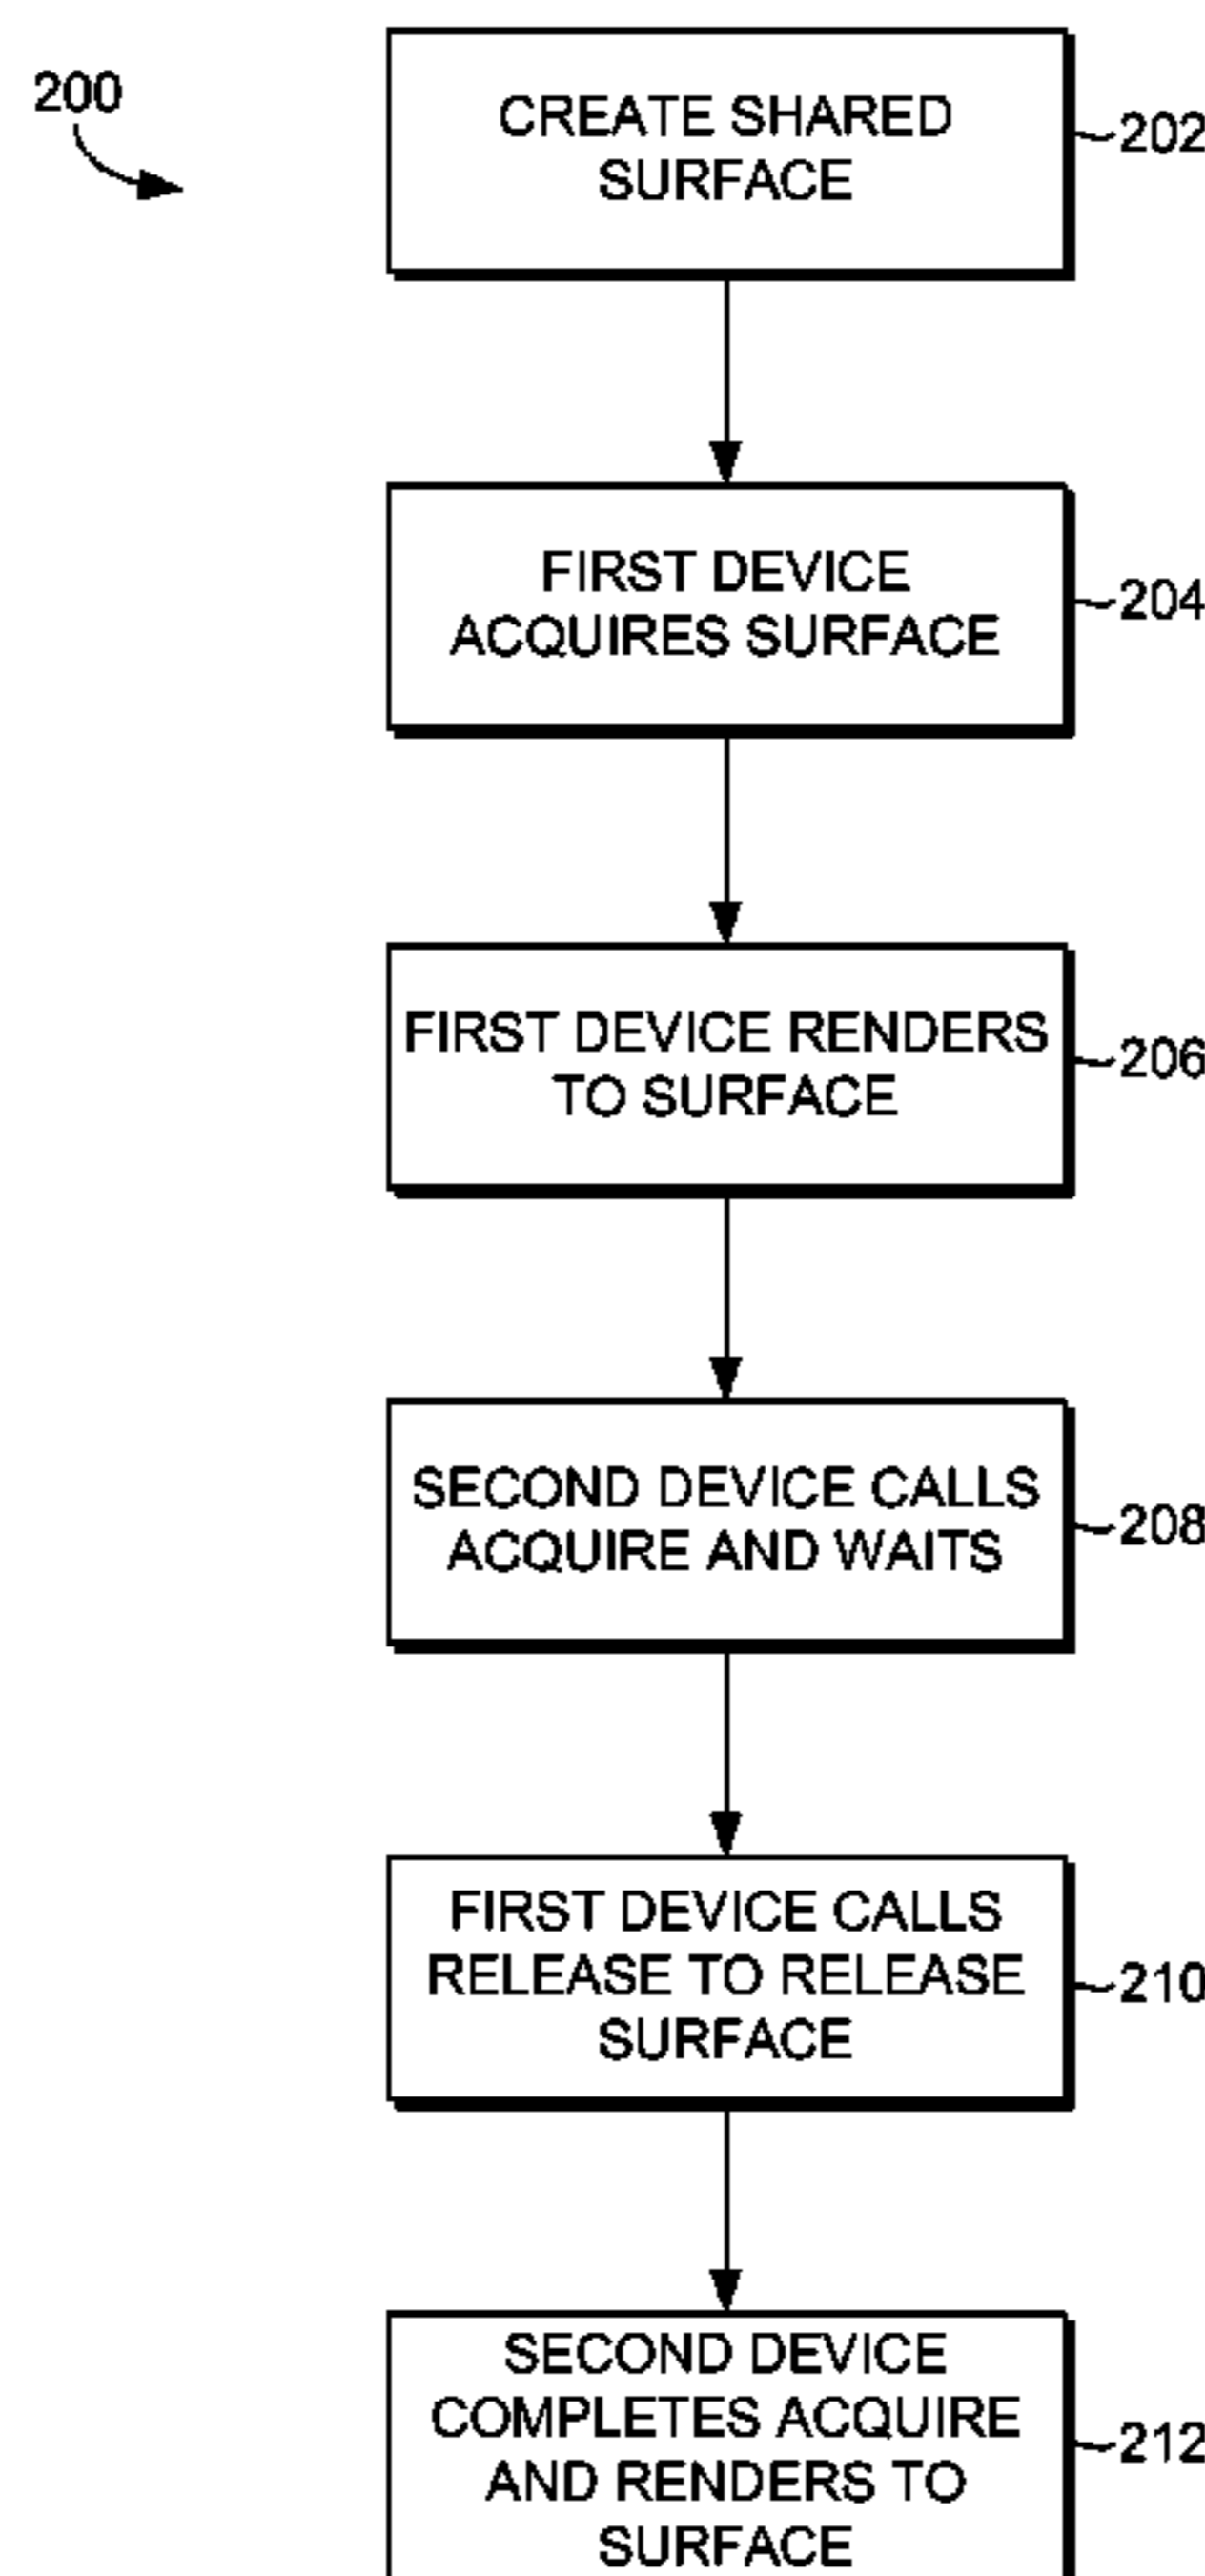 200
CREATE SHARED
SURFACE
202
FIRST DEVICE
ACQUIRES SURFACE
204
FIRST DEVICE RENDERS
TO SURFACE
206
SECOND DEVICE CALLS
ACQUIRE AND WAITS
208
FIRST DEVICE CALLS
RELEASE TO RELEASE
SURFACE
210
SECOND DEVICE
COMPLETES ACQUIRE
AND RENDERS TO
SURFACE
212